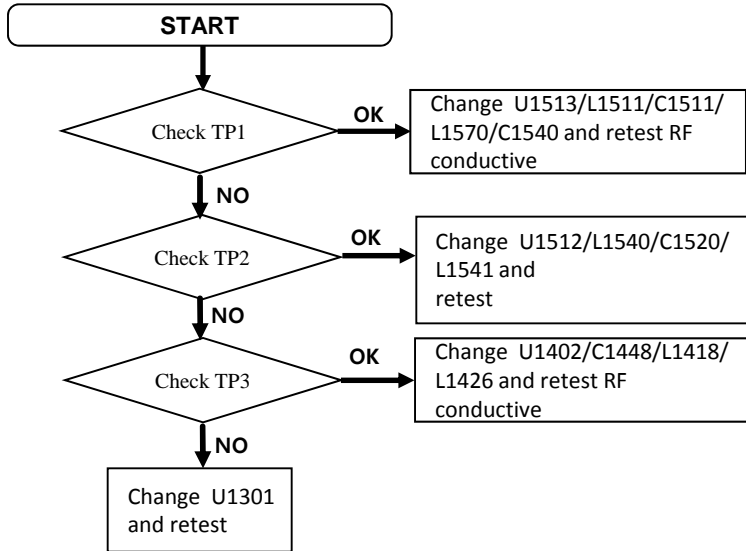 START
Check TP1
OK
Change U1513/L1511/C1511/
L1570/C1540 and retest RF
conductive
NO
Check TP2
OK
Change U1512/L1540/C1520/
L1541 and
retest
NO
Check TP3
OK
Change U1402/C1448/L1418/
L1426 and retest RF
conductive
NO
Change U1301
and retest